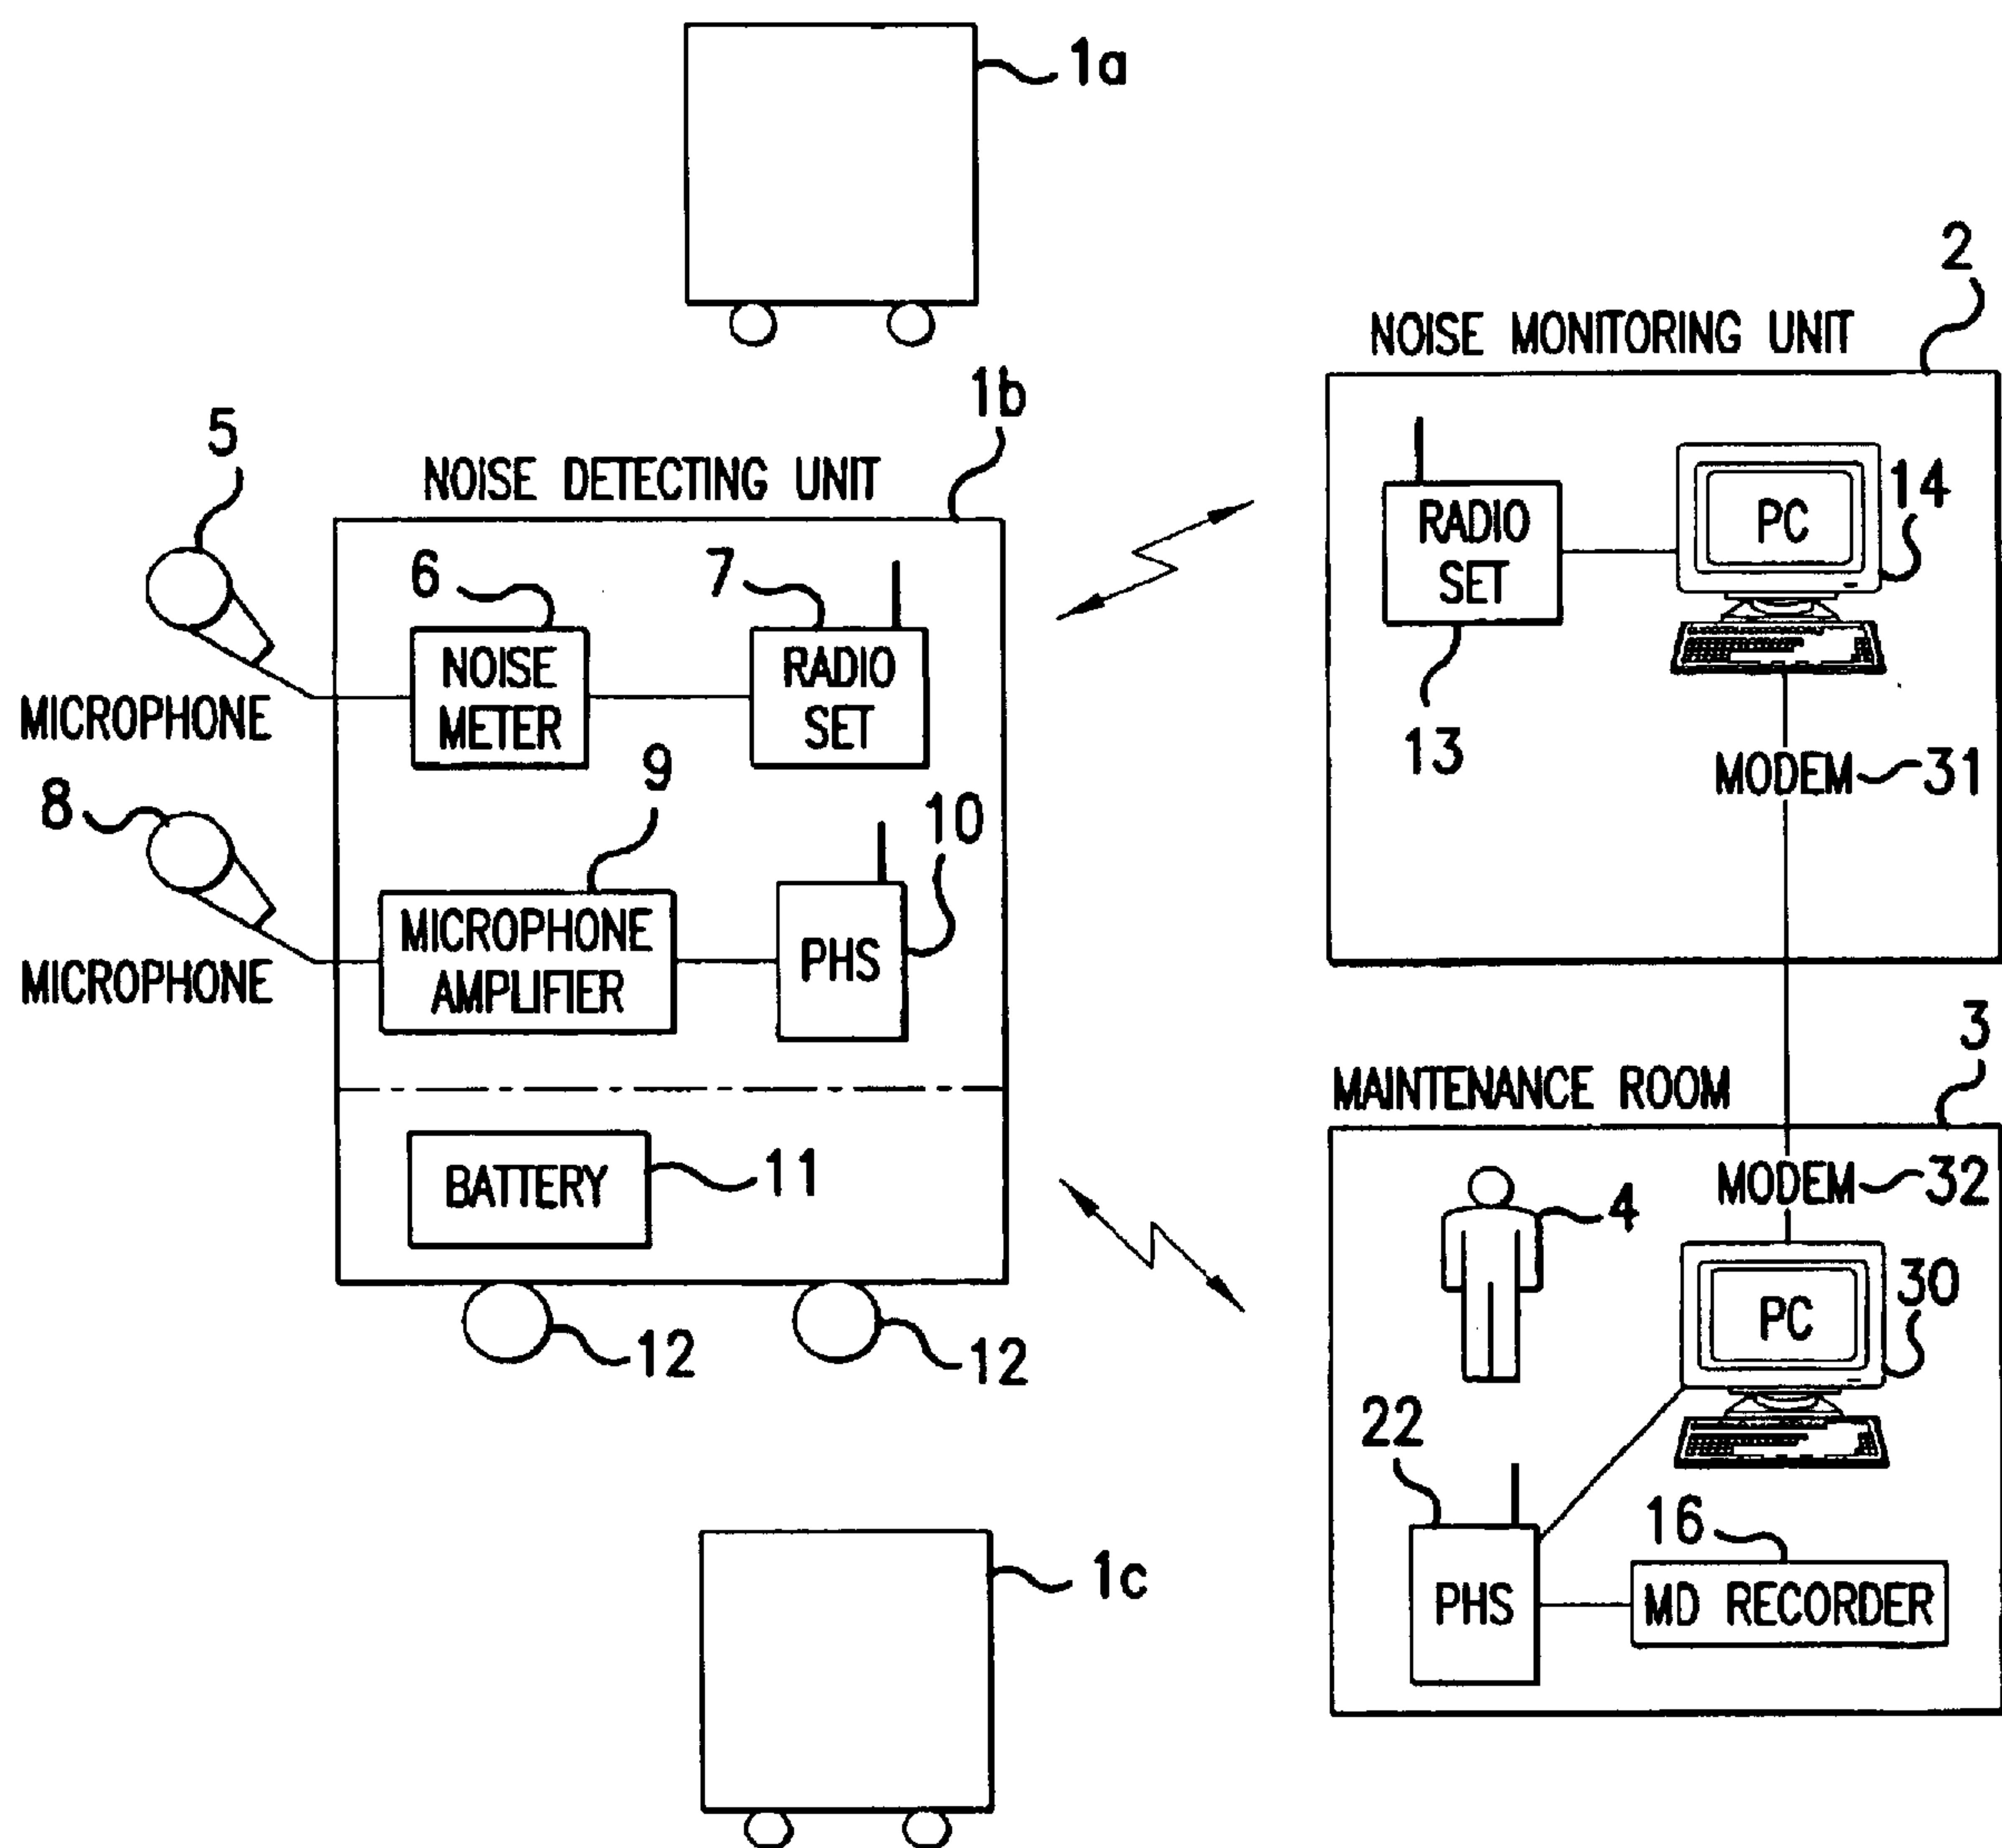 1a
2
NOISE MONITORING UNIT
1b
5
NOISE DETECTING UNIT
14
RADIO
SET
PC
6
7
NOISE
METER
RADIO
SET
MICROPHONE
13
MODEM
31
8
9
10
MICROPHONE
AMPLIFIER
PHS
MICROPHONE
3
MAINTENANCE ROOM
BATTERY
11
MODEM
32
4
PC
30
12
12
22
16
1c
PHS
MD RECORDER